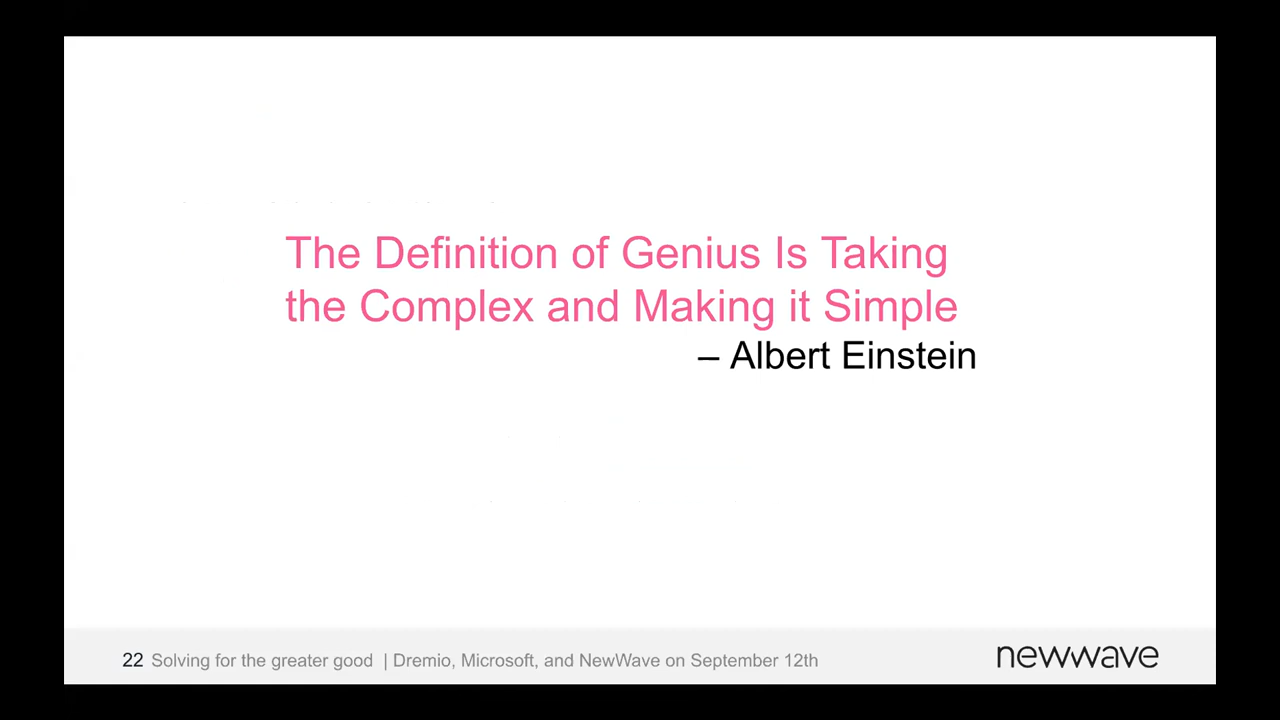 The Definition of Genius Is Taking
the Complex and Making it Simple
– Albert Einstein
22 Solving for the greater good | Dremio, Microsoft, and NewWave on September 12th
newwave